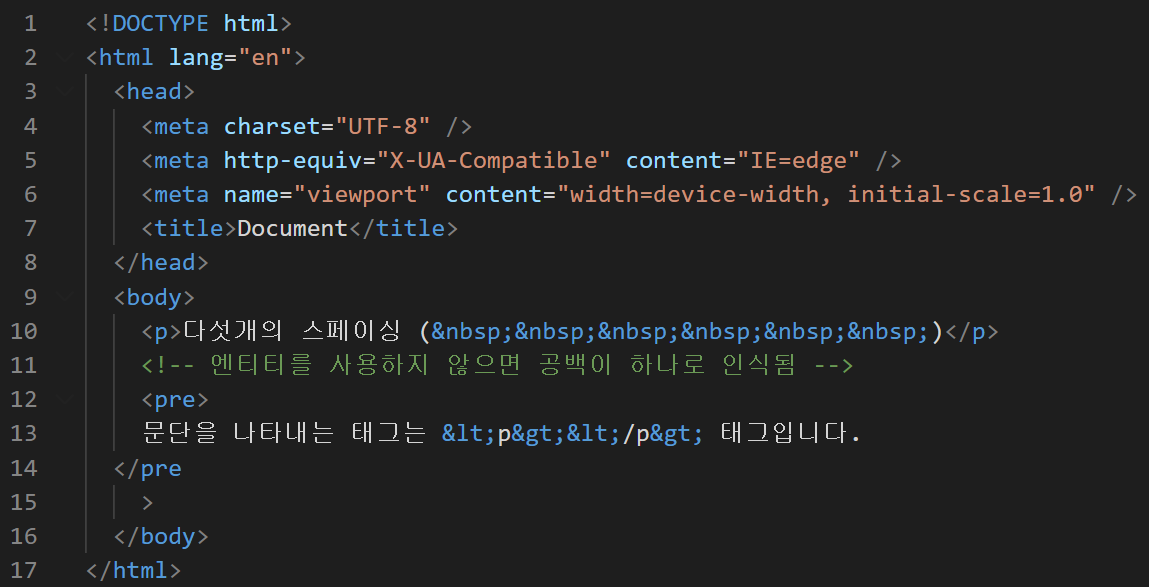 1 <!DOCTYPE html>
2 <html lang="en">
3 <head>
4 <meta charset="UTF-8" />
5 <meta http-equiv="X-UA-Compatible" content="IE=edge" />
6 <meta name="viewport" content="width=device-width, initial-scale=1.0" />
7 <title>Document</title>
8 </head>
9 <body>
10 <p>다섯개의 스페이싱 (&nbsp;&nbsp;&nbsp;&nbsp;&nbsp;&nbsp;)</p>
11 <!-- 엔티티를 사용하지 않으면 공백이 하나로 인식됨 -->
12 <pre>
13 문단을 나타내는 태그는 &lt;p&gt;&lt;/p&gt; 태그입니다.
14 </pre
15 >
16 </body>
17 </html>